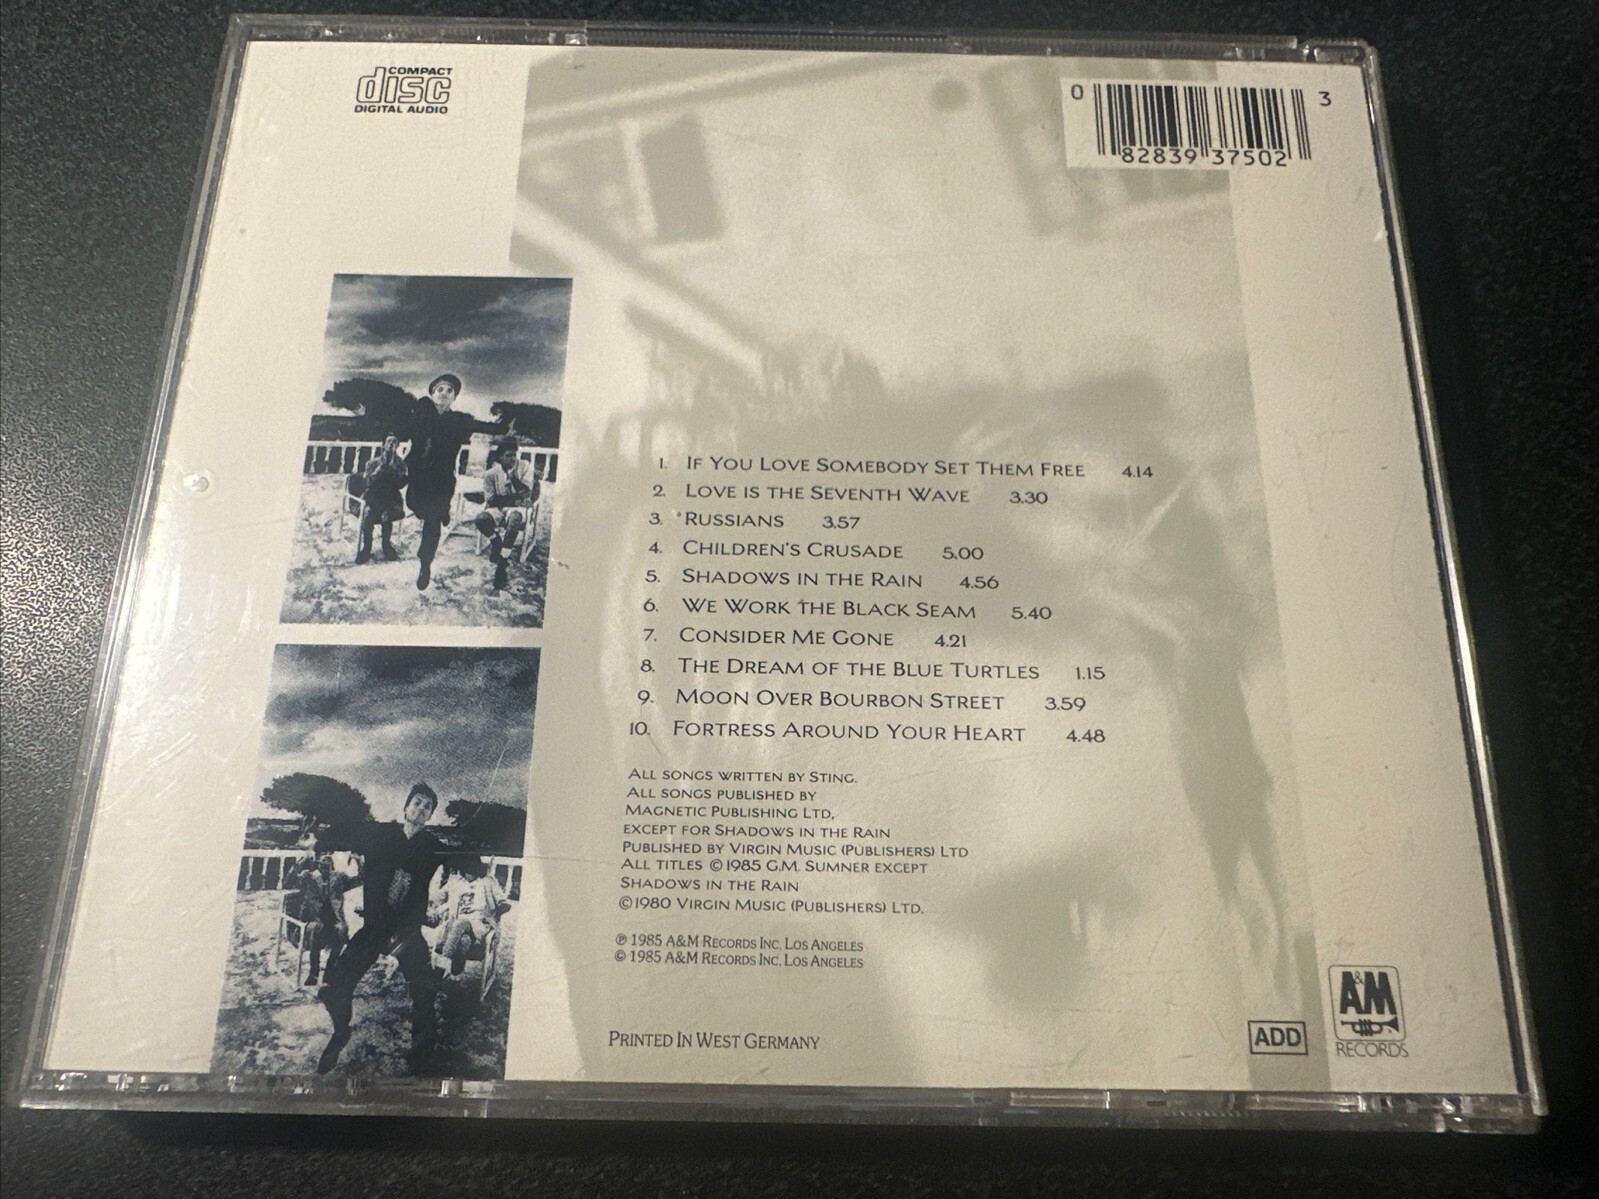 COMPACT
disc
DIGITAL AUDIO
0 82839 37502 3
1. IF YOU LOVE SOMEBODY SET THEM FREE 4.14
2. LOVE IS THE SEVENTH WAVE 3.30
3. RUSSIANS 3.57
4. CHILDREN'S CRUSADE 5.00
5. SHADOWS IN THE RAIN 4.56
6. WE WORK THE BLACK SEAM 5.40
7. CONSIDER ME GONE 4.21
8. THE DREAM OF THE BLUE TURTLES 1.15
9. MOON OVER BOURBON STREET 3.59
10. FORTRESS AROUND YOUR HEART 4.48
ALL SONGS WRITTEN BY STING.
ALL SONGS PUBLISHED BY
MAGNETIC PUBLISHING LTD,
EXCEPT FOR SHADOWS IN THE RAIN
PUBLISHED BY VIRGIN MUSIC (PUBLISHERS) LTD
ALL TITLES ©1985 G.M. SUMNER EXCEPT
SHADOWS IN THE RAIN
©1980 VIRGIN MUSIC (PUBLISHERS) LTD.
℗ 1985 A&M RECORDS INC. LOS ANGELES
© 1985 A&M RECORDS INC. LOS ANGELES
PRINTED IN WEST GERMANY
ADD
A&M
RECORDS